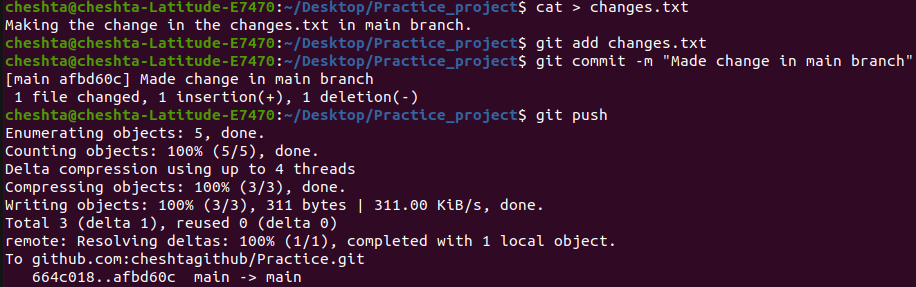 cheshta@cheshta-Latitude-E7470:~/Desktop/Practice_project$ cat > changes.txt
Making the change in the changes.txt in main branch.
cheshta@cheshta-Latitude-E7470:~/Desktop/Practice_project$ git add changes.txt
cheshta@cheshta-Latitude-E7470:~/Desktop/Practice_project$ git commit -m "Made change in main branch"
[main afbd60c] Made change in main branch
 1 file changed, 1 insertion(+), 1 deletion(-)
cheshta@cheshta-Latitude-E7470:~/Desktop/Practice_project$ git push
Enumerating objects: 5, done.
Counting objects: 100% (5/5), done.
Delta compression using up to 4 threads
Compressing objects: 100% (3/3), done.
Writing objects: 100% (3/3), 311 bytes | 311.00 KiB/s, done.
Total 3 (delta 1), reused 0 (delta 0)
remote: Resolving deltas: 100% (1/1), completed with 1 local object.
To github.com:cheshtagithub/Practice.git
   664c018..afbd60c  main -> main